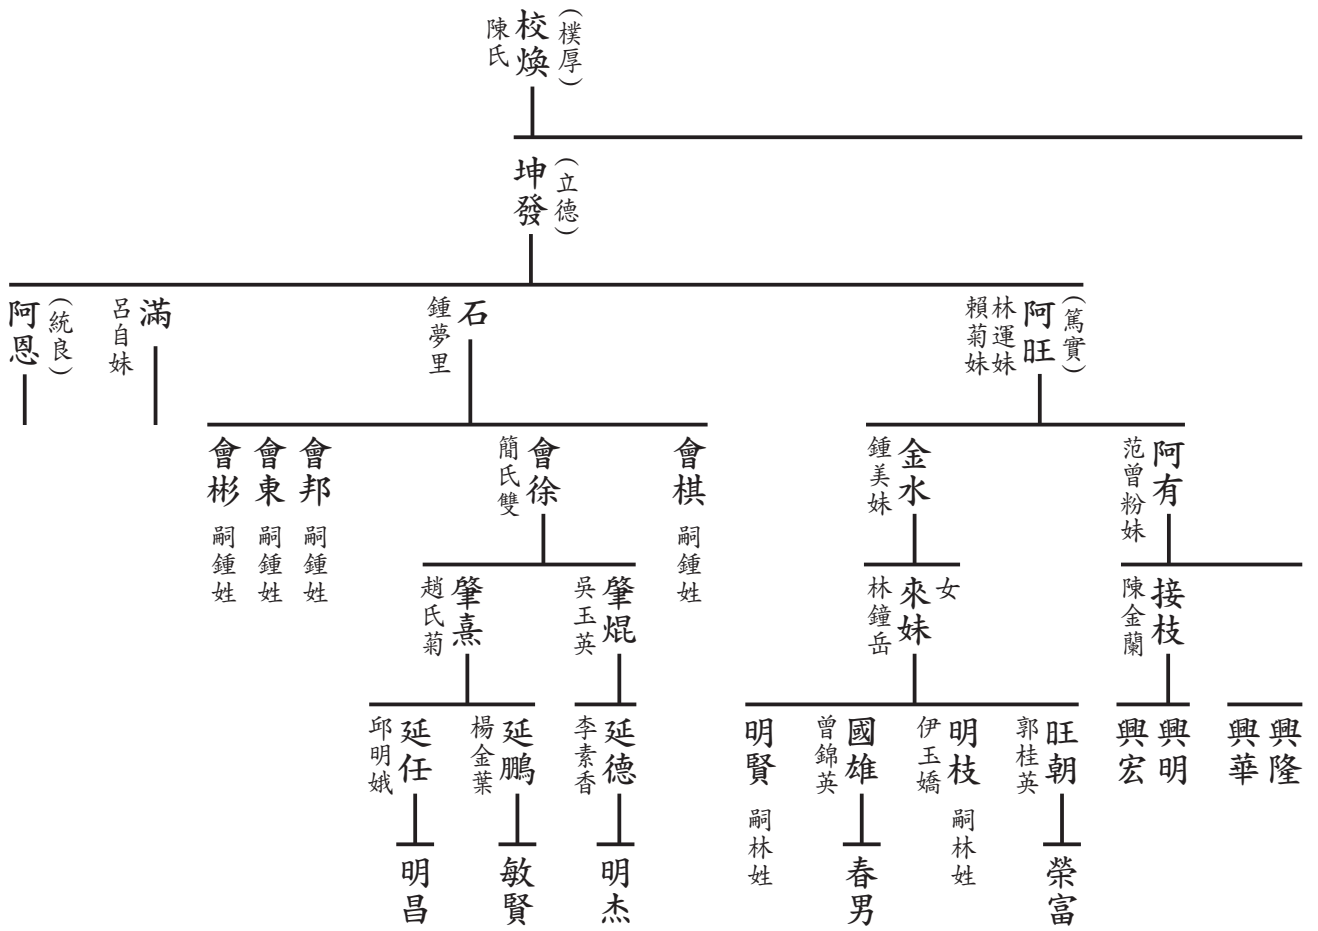 （樸厚）
校煥
陳氏
（立德）
坤發
（篤實）
阿旺
林運妹
賴菊妹
石
鍾夢里
滿
呂自妹
（統良）
阿恩
阿有
范曾粉妹
金水
鍾美妹
會棋 嗣鍾姓
會徐
簡氏雙
會邦 嗣鍾姓
會東 嗣鍾姓
會彬 嗣鍾姓
接枝
陳金蘭
女
來妹
林鐘岳
肇焜
吳玉英
肇熹
趙氏菊
興隆
興華
興明
興宏
旺朝
郭桂英
明枝 嗣林姓
伊玉嬌
國雄
曾錦英
明賢 嗣林姓
延德
李素香
延鵬
楊金葉
延任
邱明娥
榮富
春男
明杰
敏賢
明昌